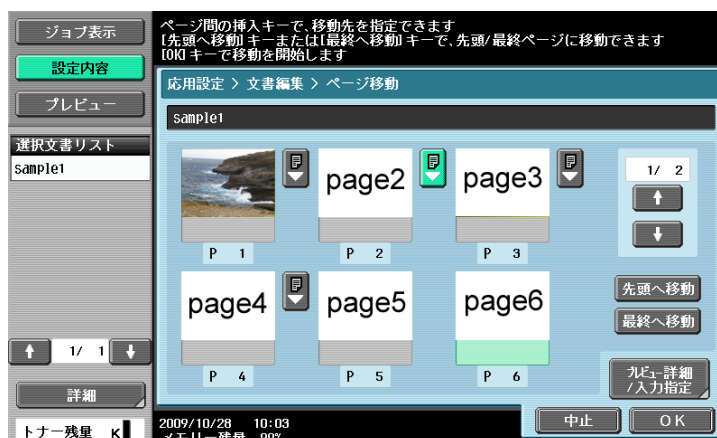 ジョブ表示
設定内容
プレビュー
選択文書リスト
sample1
1/ 1
詳細
トナー残量 K
ページ間の挿入キーで、移動先を指定できます
[先頭へ移動] キーまたは[最終へ移動] キーで、先頭/最終ページに移動できます
[OK] キーで移動を開始します
応用設定 > 文書編集 > ページ移動
sample1
page2
page3
P 1
P 2
P 3
page4
page5
page6
P 4
P 5
P 6
1/ 2
先頭へ移動
最終へ移動
プレビュー詳細
/入力指定
2009/10/28 10:03
メモリー残量 99%
中止
OK